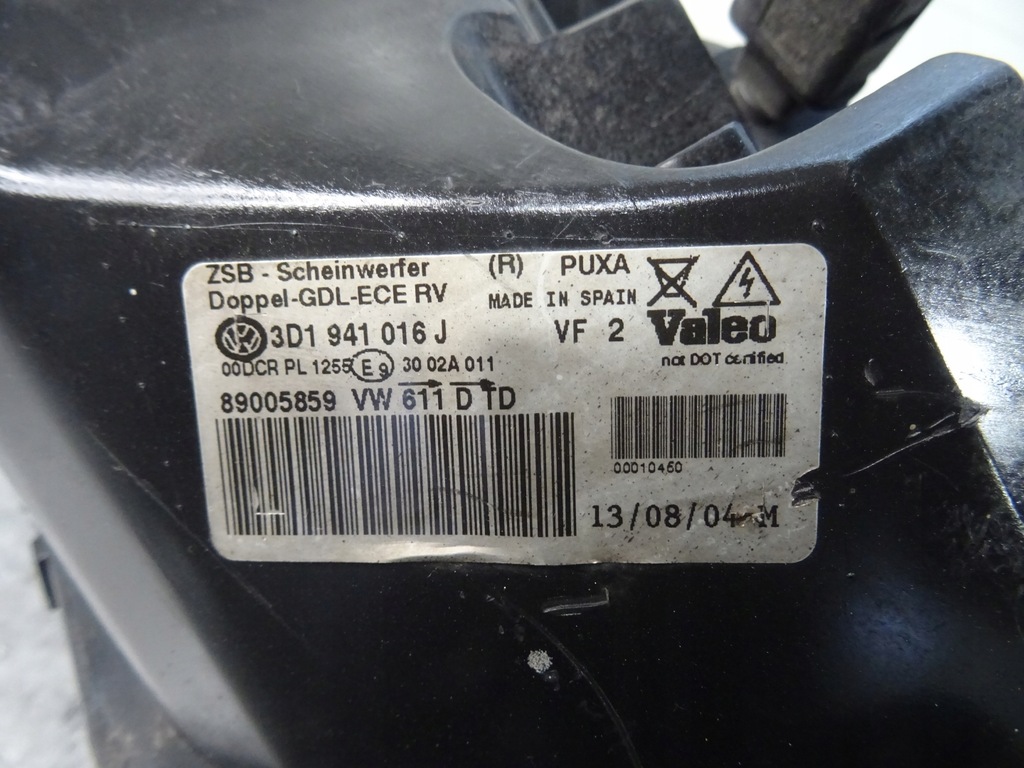 ZSB - Scheinwerfer (R) PUXA
Doppel-GDL-ECE RV MADE IN SPAIN
3D1 941 016 J VF 2 Valeo
00DCR PL 1255 E9 30 02A 011 not DOT certified
89005859 VW 611 D TD
00010460
13/08/04 M